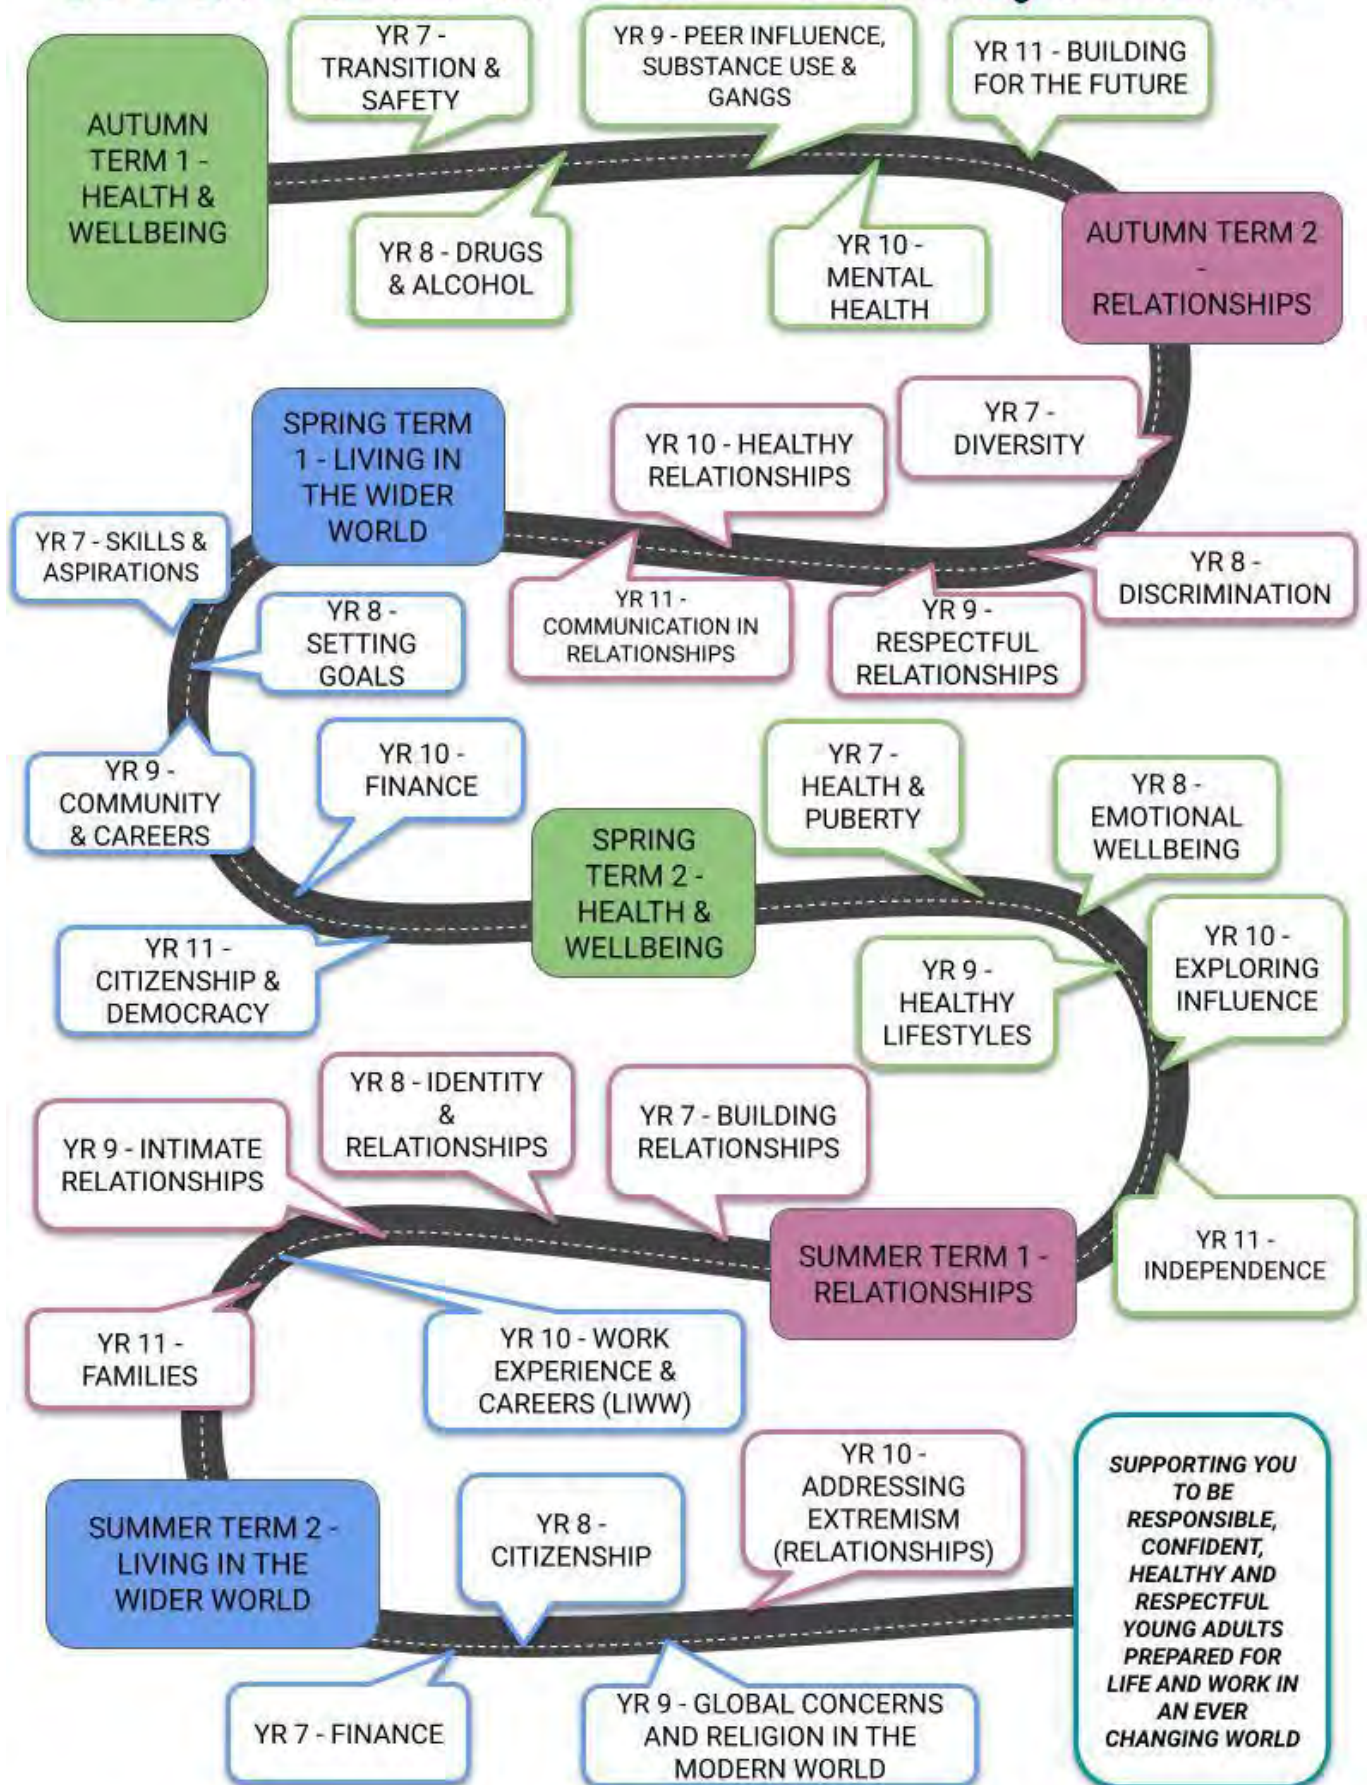 AUTUMN
TERM 1 -
HEALTH &
WELLBEING
YR 7 -
TRANSITION &
SAFETY
YR 8 - DRUGS
& ALCOHOL
YR 9 - PEER INFLUENCE,
SUBSTANCE USE &
GANGS
YR 10 -
MENTAL
HEALTH
YR 11 - BUILDING
FOR THE FUTURE
AUTUMN TERM 2
-
RELATIONSHIPS
YR 7 -
DIVERSITY
YR 8 -
DISCRIMINATION
YR 9 -
RESPECTFUL
RELATIONSHIPS
YR 10 - HEALTHY
RELATIONSHIPS
YR 11 -
COMMUNICATION IN
RELATIONSHIPS
SPRING TERM
1 - LIVING IN
THE WIDER
WORLD
YR 7 - SKILLS &
ASPIRATIONS
YR 8 -
SETTING
GOALS
YR 9 -
COMMUNITY
& CAREERS
YR 10 -
FINANCE
YR 11 -
CITIZENSHIP &
DEMOCRACY
SPRING
TERM 2 -
HEALTH &
WELLBEING
YR 7 -
HEALTH &
PUBERTY
YR 8 -
EMOTIONAL
WELLBEING
YR 9 -
HEALTHY
LIFESTYLES
YR 10 -
EXPLORING
INFLUENCE
YR 11 -
INDEPENDENCE
SUMMER TERM 1 -
RELATIONSHIPS
YR 7 - BUILDING
RELATIONSHIPS
YR 8 - IDENTITY
&
RELATIONSHIPS
YR 9 - INTIMATE
RELATIONSHIPS
YR 10 - WORK
EXPERIENCE &
CAREERS (LIWW)
YR 11 -
FAMILIES
SUMMER TERM 2 -
LIVING IN THE
WIDER WORLD
YR 7 - FINANCE
YR 8 -
CITIZENSHIP
YR 9 - GLOBAL CONCERNS
AND RELIGION IN THE
MODERN WORLD
YR 10 -
ADDRESSING
EXTREMISM
(RELATIONSHIPS)
SUPPORTING YOU
TO BE
RESPONSIBLE,
CONFIDENT,
HEALTHY AND
RESPECTFUL
YOUNG ADULTS
PREPARED FOR
LIFE AND WORK IN
AN EVER
CHANGING WORLD